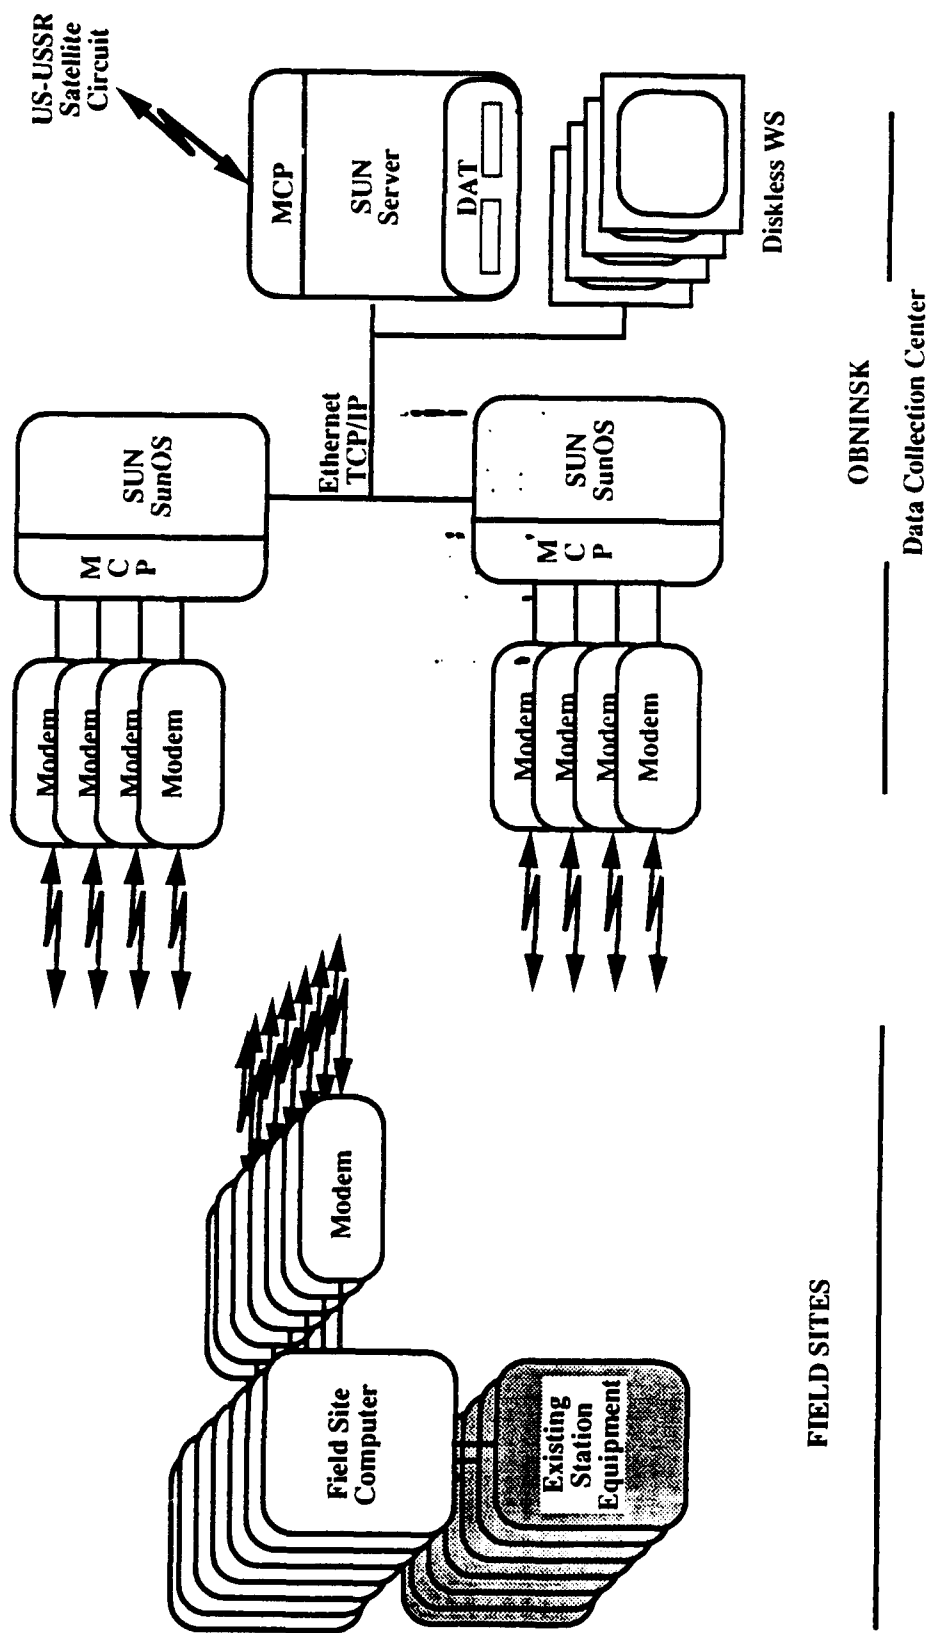 US-USSR
Satellite
Circuit
MCP
SUN
Server
DAT
Diskless WS
Ethernet
TCP/IP
SUN
SunOS
M
C
P
Modem
Modem
Modem
Modem
SUN
SunOS
M
C
P
Modem
Modem
Modem
Modem
OBNINSK
Data Collection Center
Modem
Field Site
Computer
Existing
Station
Equipment
FIELD SITES